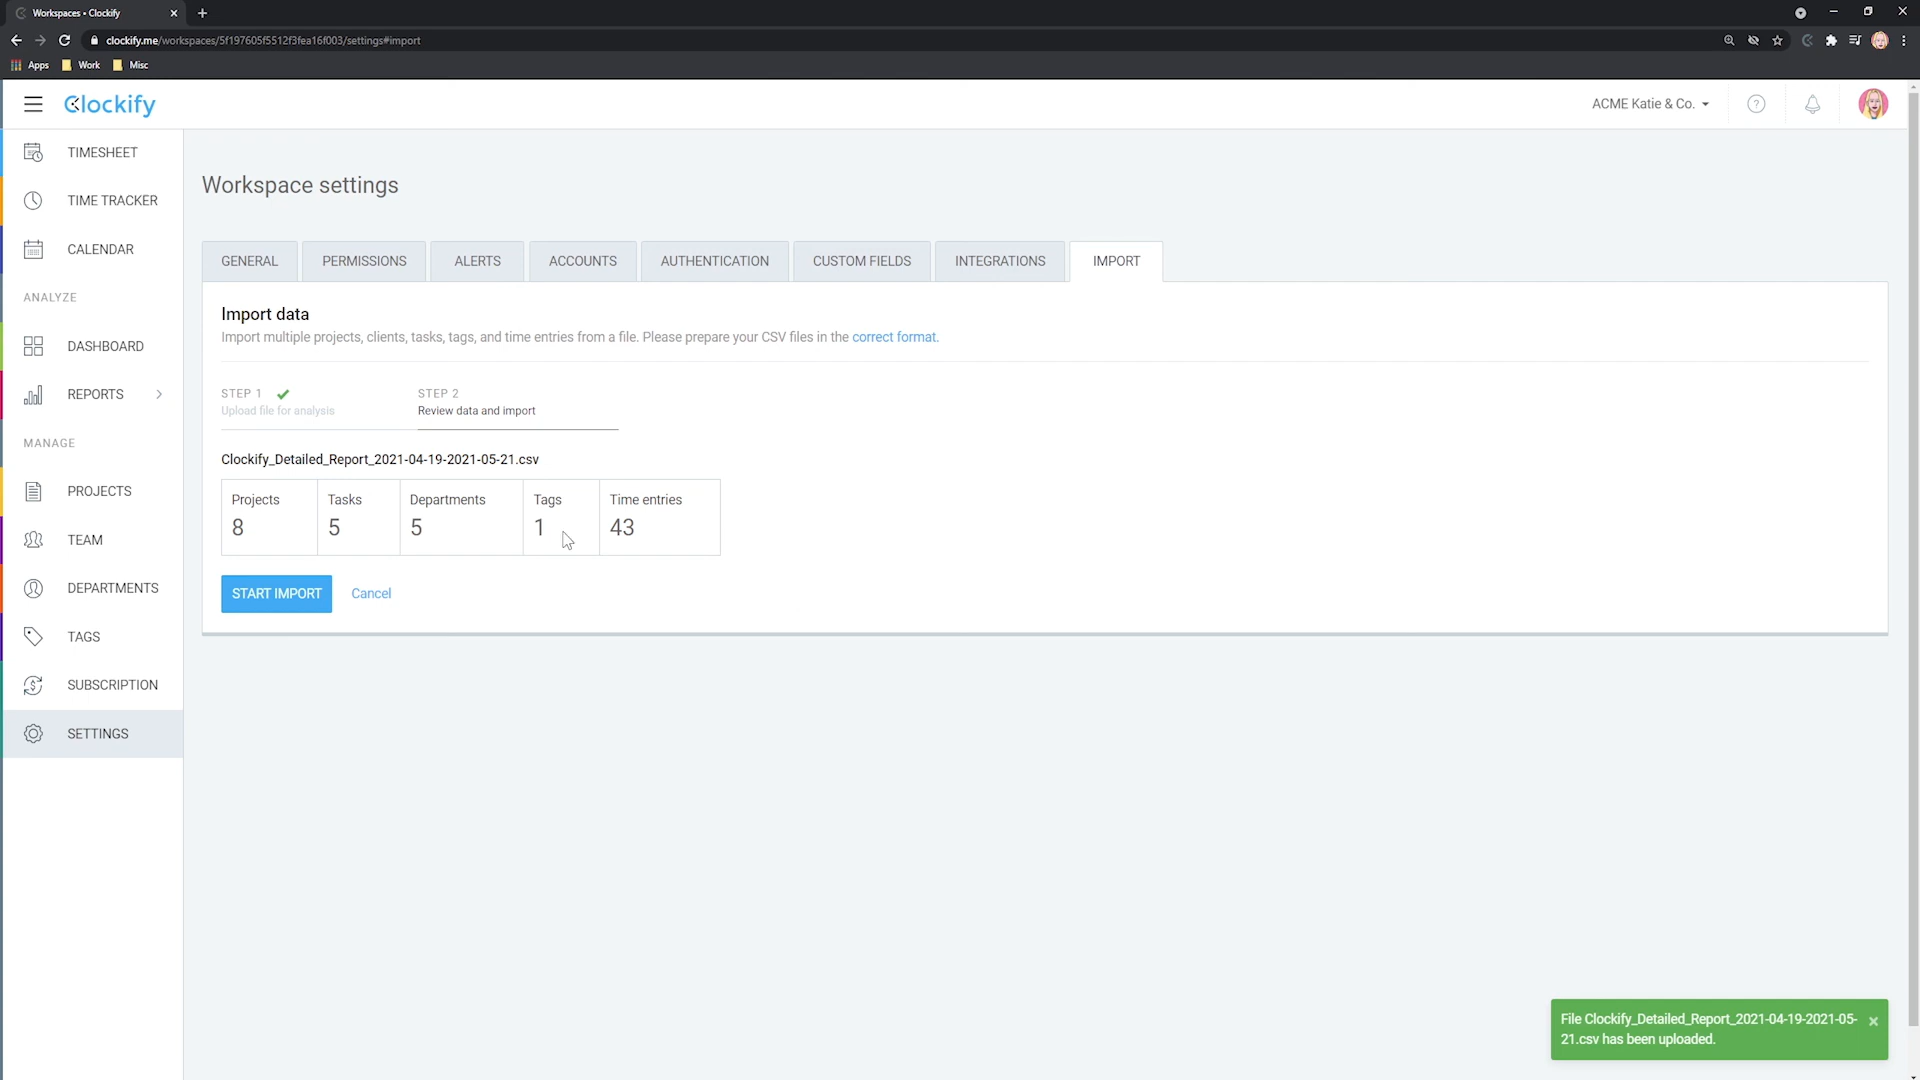 Workspaces • Clockify
clockify.me/workspaces/5f197605f5512f3fea16f003/settings#import
Apps
Work
Misc
Clockify
ACME Katie & Co.
TIMESHEET
TIME TRACKER
CALENDAR
ANALYZE
DASHBOARD
REPORTS
MANAGE
PROJECTS
TEAM
DEPARTMENTS
TAGS
SUBSCRIPTION
SETTINGS
Workspace settings
GENERAL
PERMISSIONS
ALERTS
ACCOUNTS
AUTHENTICATION
CUSTOM FIELDS
INTEGRATIONS
IMPORT
Import data
Import multiple projects, clients, tasks, tags, and time entries from a file. Please prepare your CSV files in the correct format.
STEP 1
Upload file for analysis
STEP 2
Review data and import
Clockify_Detailed_Report_2021-04-19-2021-05-21.csv
Projects
8
Tasks
5
Departments
5
Tags
1
Time entries
43
START IMPORT
Cancel
File Clockify_Detailed_Report_2021-04-19-2021-05-
21.csv has been uploaded.